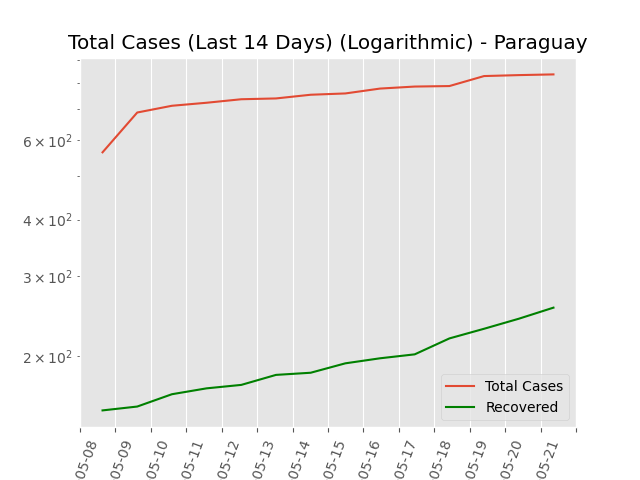 Total Cases (Last 14 Days) (Logarithmic) - Paraguay
6 × 10²
4 × 10²
3 × 10²
2 × 10²
Total Cases
Recovered
05-08 05-09 05-10 05-11 05-12 05-13 05-14 05-15 05-16 05-17 05-18 05-19 05-20 05-21